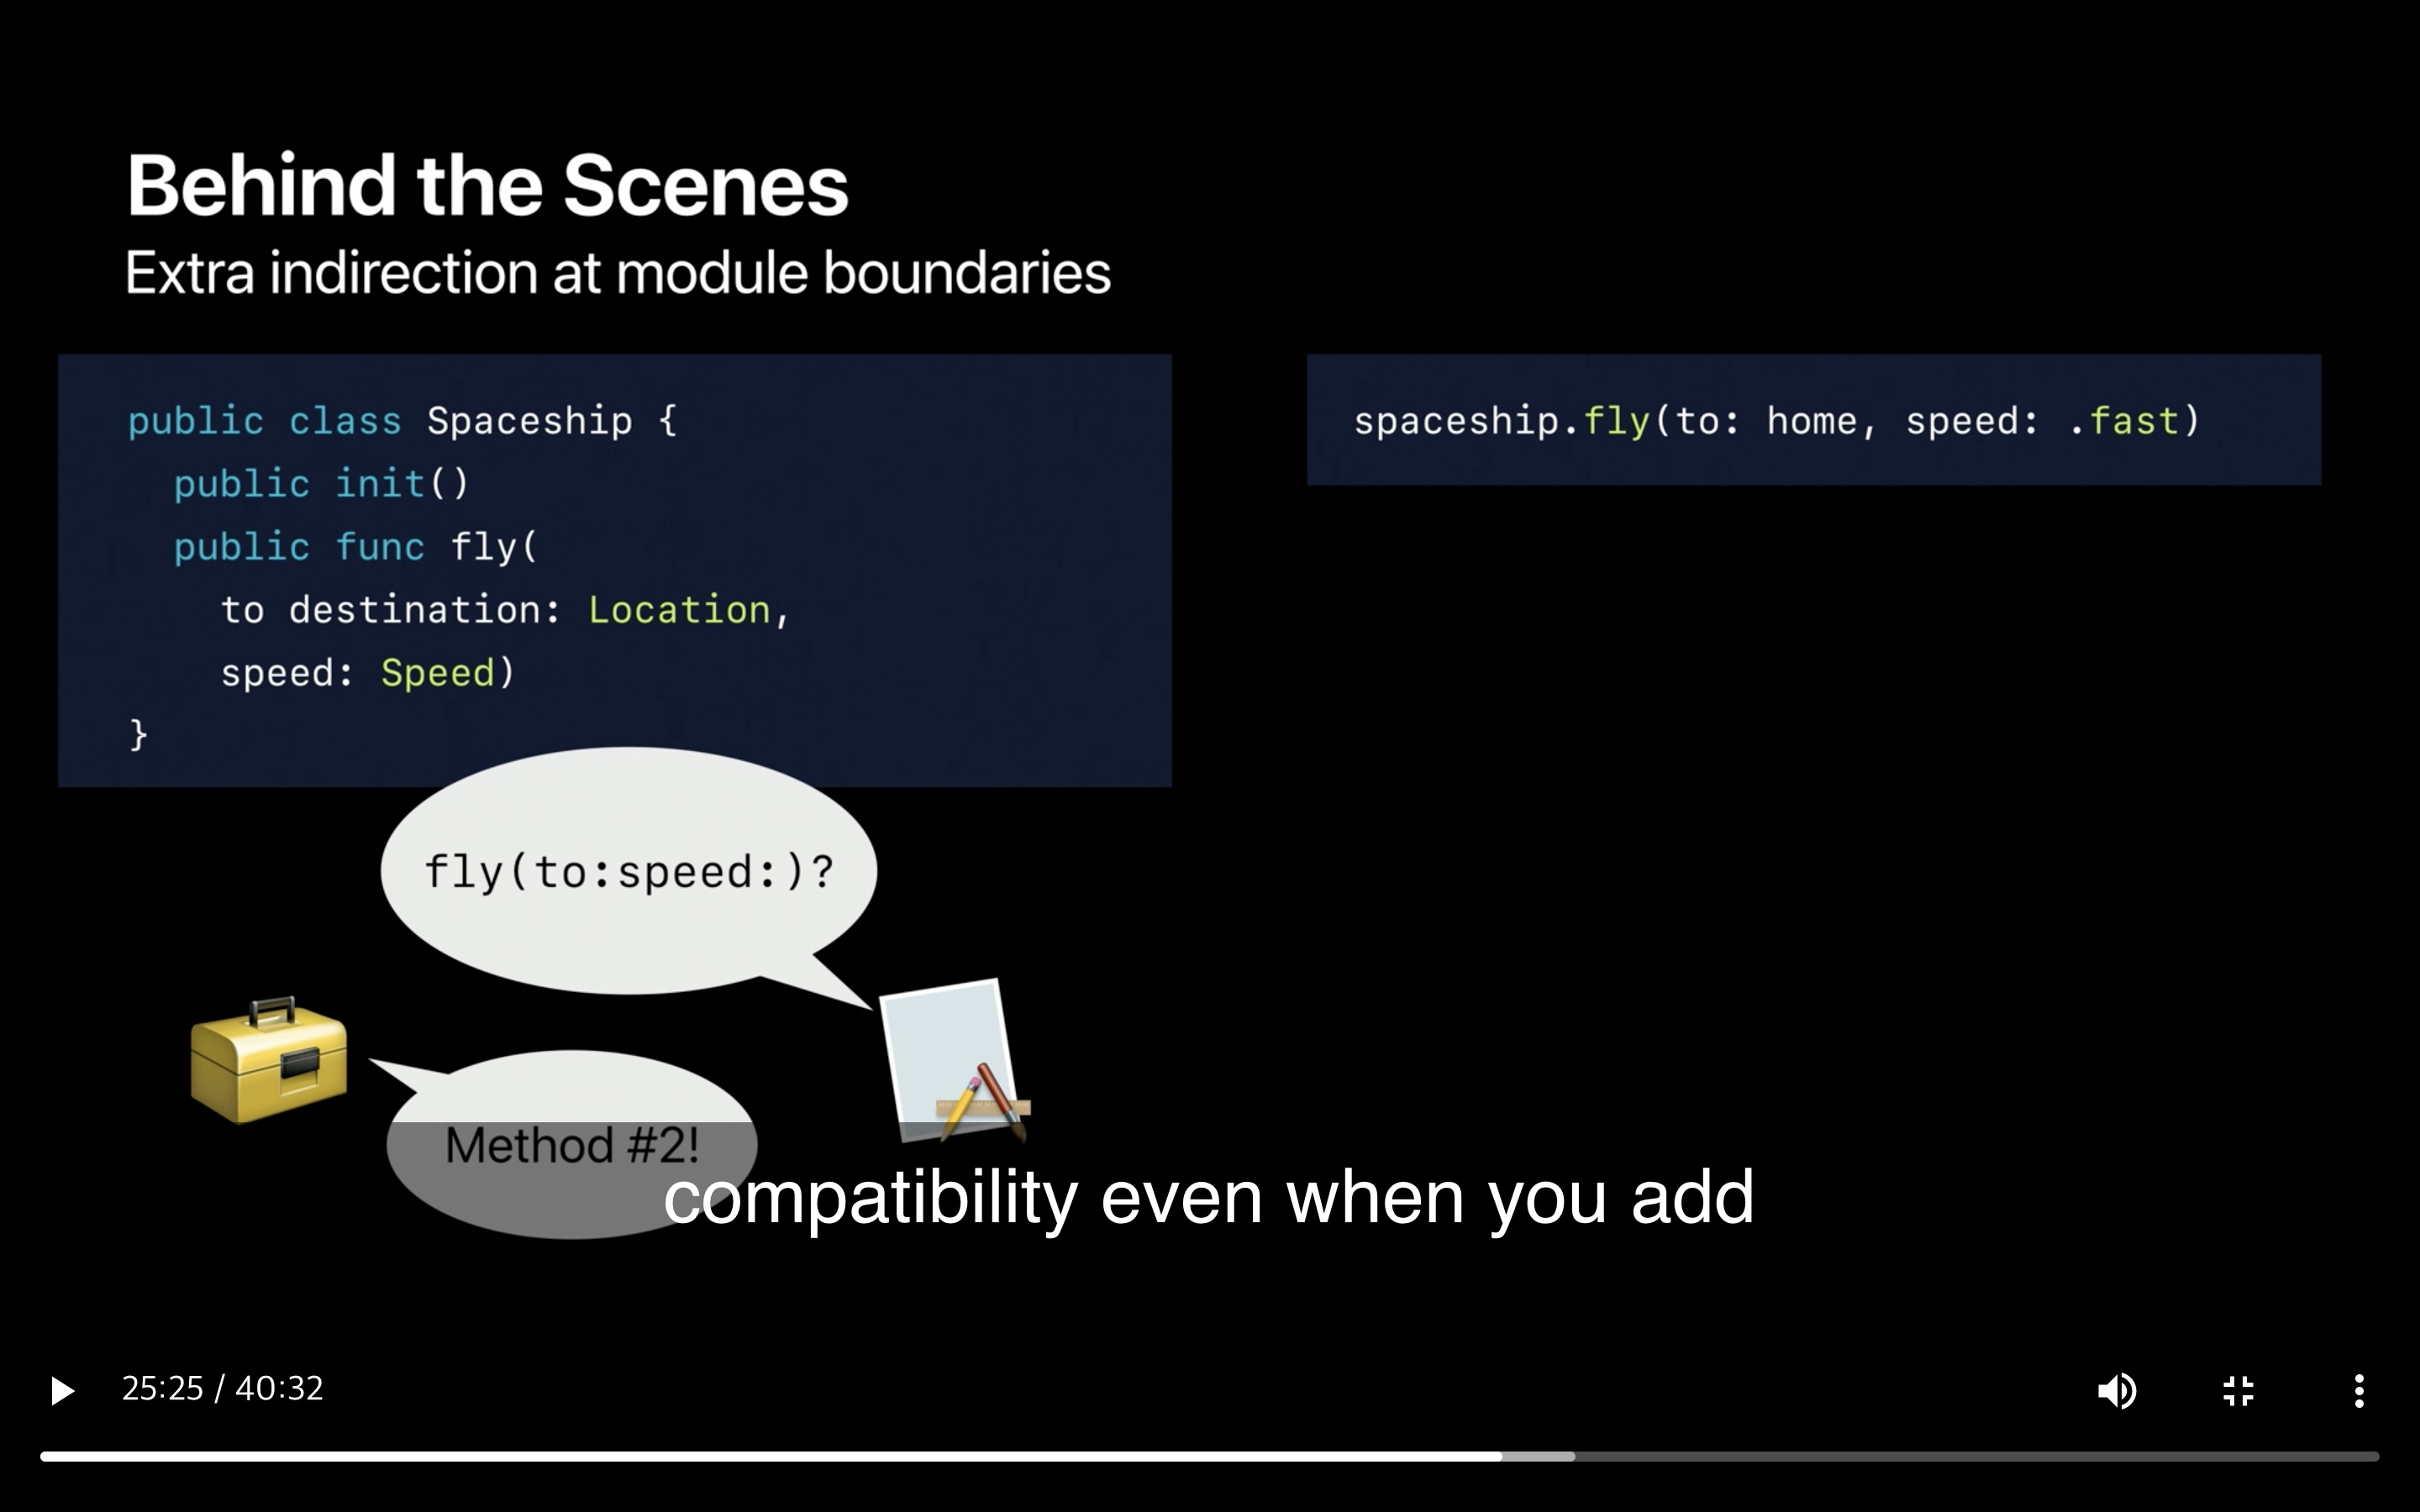 Behind the Scenes
Extra indirection at module boundaries
public class Spaceship {
  public init()
  public func fly(
    to destination: Location,
    speed: Speed)
}
spaceship.fly(to: home, speed: .fast)
fly(to:speed:)?
Method #2!
compatibility even when you add
25:25 / 40:32